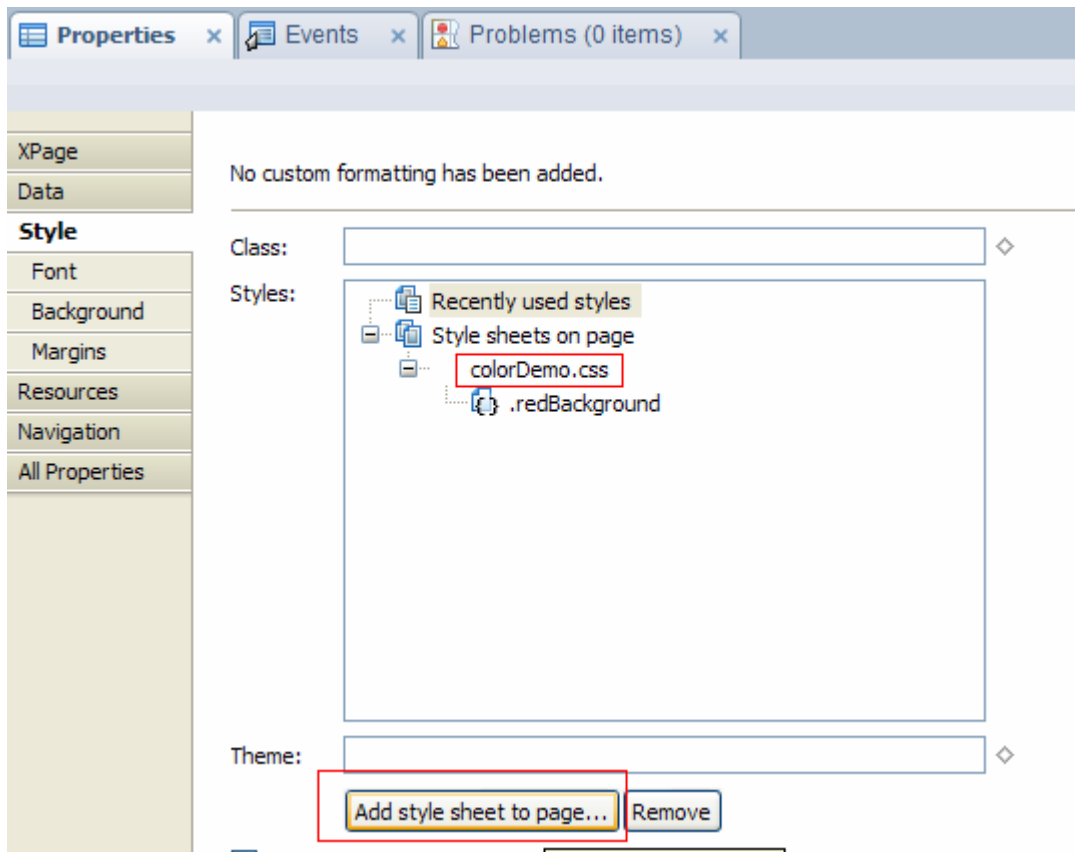 Properties Events Problems (0 items)
XPage
Data
Style
Font
Background
Margins
Resources
Navigation
All Properties
No custom formatting has been added.
Class:
Styles:
Recently used styles
Style sheets on page
colorDemo.css
.redBackground
Theme:
Add style sheet to page... Remove